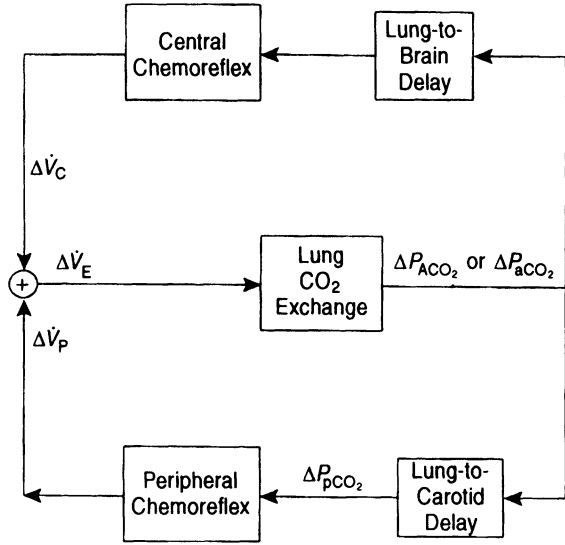 Central
Chemoreflex
Lung-to-
Brain
Delay
ΔV̇C
ΔV̇E
Lung
CO₂
Exchange
ΔPACO₂ or ΔPaCO₂
+
ΔV̇P
Peripheral
Chemoreflex
ΔPpCO₂
Lung-to-
Carotid
Delay